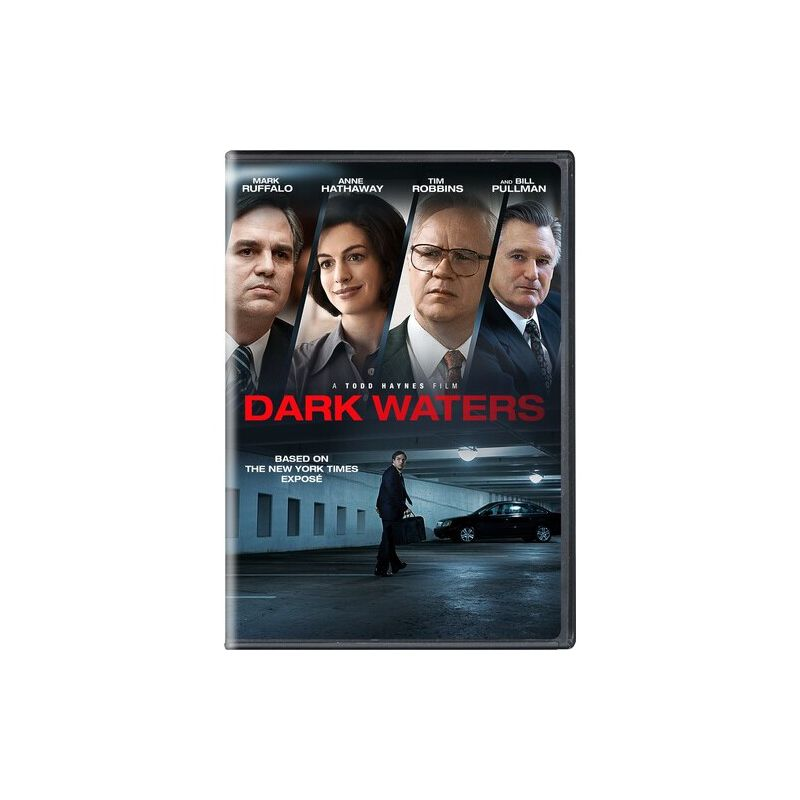 MARK RUFFALO
ANNE HATHAWAY
TIM ROBBINS
AND BILL PULLMAN
A TODD HAYNES FILM
DARK WATERS
BASED ON
THE NEW YORK TIMES
EXPOSÉ